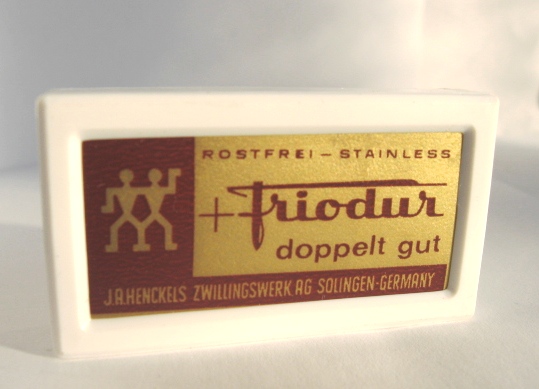 ROSTFREI – STAINLESS
+friodur
doppelt gut
J.A.HENCKELS ZWILLINGSWERK AG SOLINGEN-GERMANY